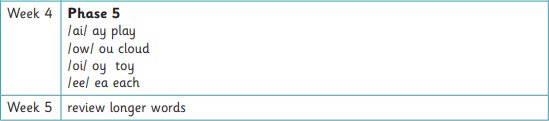 Week 4 Phase 5
/ai/ ay play
/ow/ ou cloud
/oi/ oy toy
/ee/ ea each
Week 5 review longer words